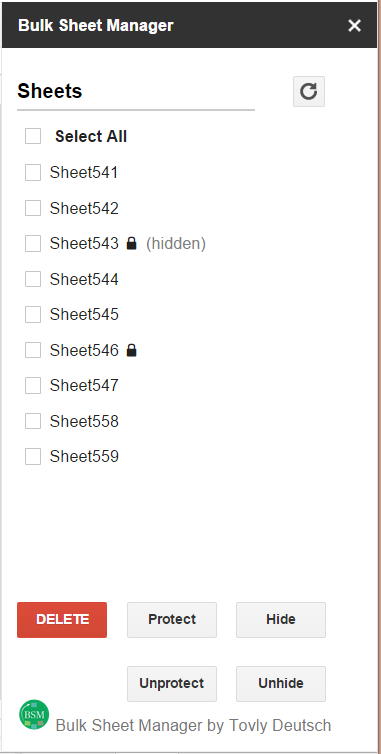 Bulk Sheet Manager
Sheets
Select All
Sheet541
Sheet542
Sheet543 (hidden)
Sheet544
Sheet545
Sheet546
Sheet547
Sheet558
Sheet559
DELETE Protect Hide
Unprotect Unhide
BSM
Bulk Sheet Manager by Tovly Deutsch